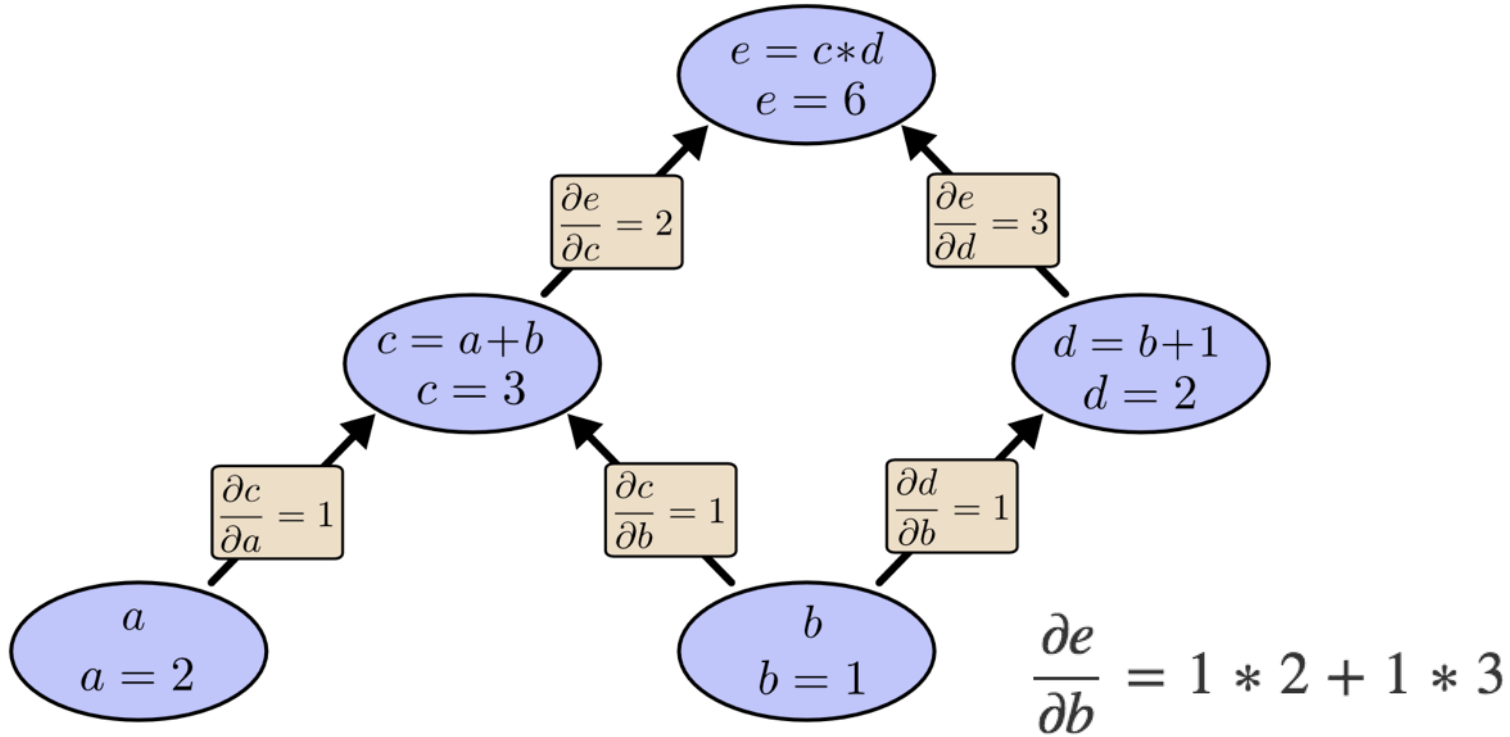 e = c*d
e = 6
∂e/∂c = 2
∂e/∂d = 3
c = a+b
c = 3
d = b+1
d = 2
∂c/∂a = 1
∂c/∂b = 1
∂d/∂b = 1
a
a = 2
b
b = 1
∂e/∂b = 1 * 2 + 1 * 3